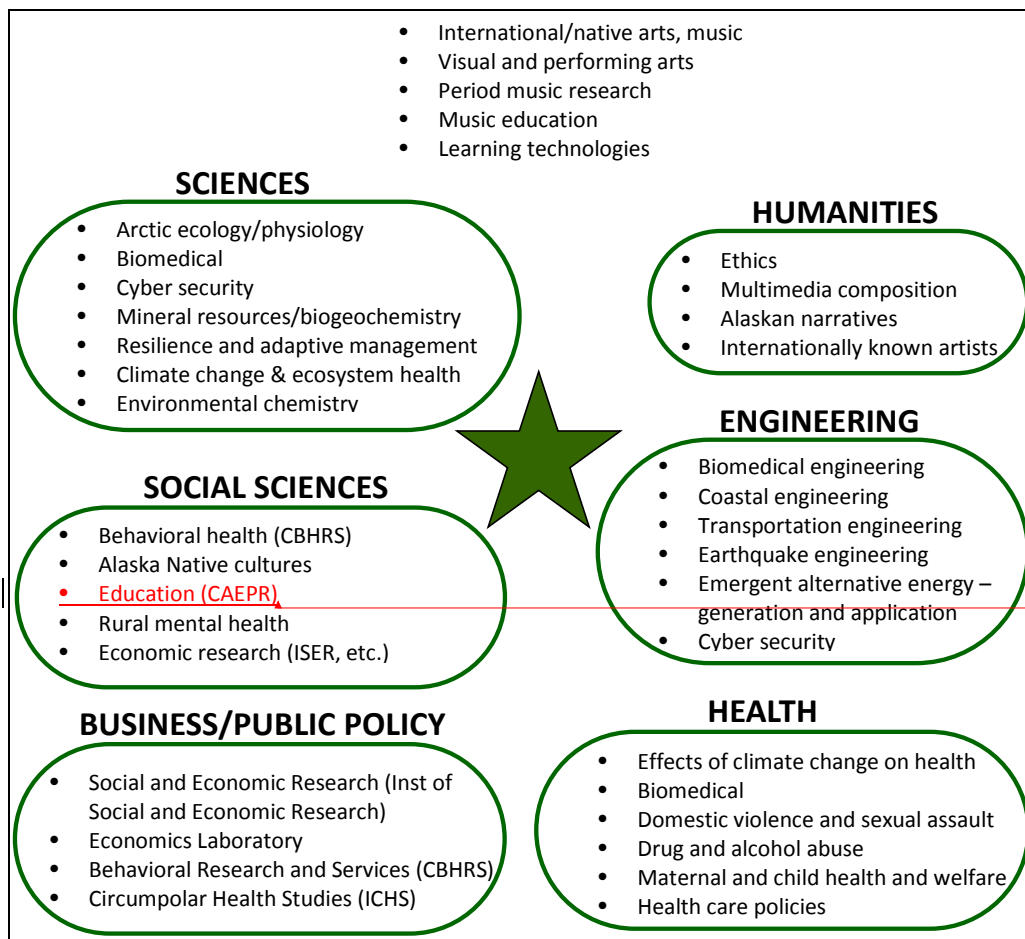 • International/native arts, music
• Visual and performing arts
• Period music research
• Music education
• Learning technologies
SCIENCES
• Arctic ecology/physiology
• Biomedical
• Cyber security
• Mineral resources/biogeochemistry
• Resilience and adaptive management
• Climate change & ecosystem health
• Environmental chemistry
HUMANITIES
• Ethics
• Multimedia composition
• Alaskan narratives
• Internationally known artists
SOCIAL SCIENCES
• Behavioral health (CBHRS)
• Alaska Native cultures
• Education (CAEPR)
• Rural mental health
• Economic research (ISER, etc.)
ENGINEERING
• Biomedical engineering
• Coastal engineering
• Transportation engineering
• Earthquake engineering
• Emergent alternative energy –
generation and application
• Cyber security
BUSINESS/PUBLIC POLICY
• Social and Economic Research (Inst of
Social and Economic Research)
• Economics Laboratory
• Behavioral Research and Services (CBHRS)
• Circumpolar Health Studies (ICHS)
HEALTH
• Effects of climate change on health
• Biomedical
• Domestic violence and sexual assault
• Drug and alcohol abuse
• Maternal and child health and welfare
• Health care policies